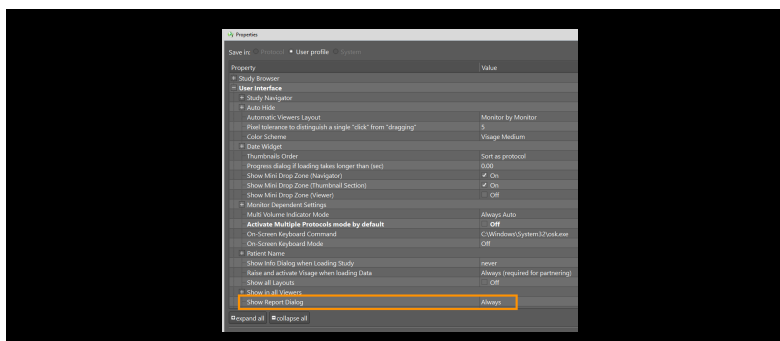 Properties
Save in: Protocol User profile System
Property Value
Study Browser
User Interface
Study Navigator
Auto Hide
Automatic Viewers Layout Monitor by Monitor
Pixel tolerance to distinguish a single "click" from "dragging" 5
Color Scheme Visage Medium
Date Widget
Thumbnails Order Sort as protocol
Progress dialog if loading takes longer than (sec) 0.00
Show Mini Drop Zone (Navigator) On
Show Mini Drop Zone (Thumbnail Section) On
Show Mini Drop Zone (Viewer) Off
Monitor Dependent Settings
Multi Volume Indicator Mode Always Auto
Activate Multiple Protocols mode by default Off
On-Screen Keyboard Command C:\Windows\System32\osk.exe
On-Screen Keyboard Mode Off
Patient Name
Show Info Dialog when Loading Study never
Raise and activate Visage when loading Data Always (required for partnering)
Show all Layouts Off
Show in all Viewers
Show Report Dialog Always
expand all collapse all